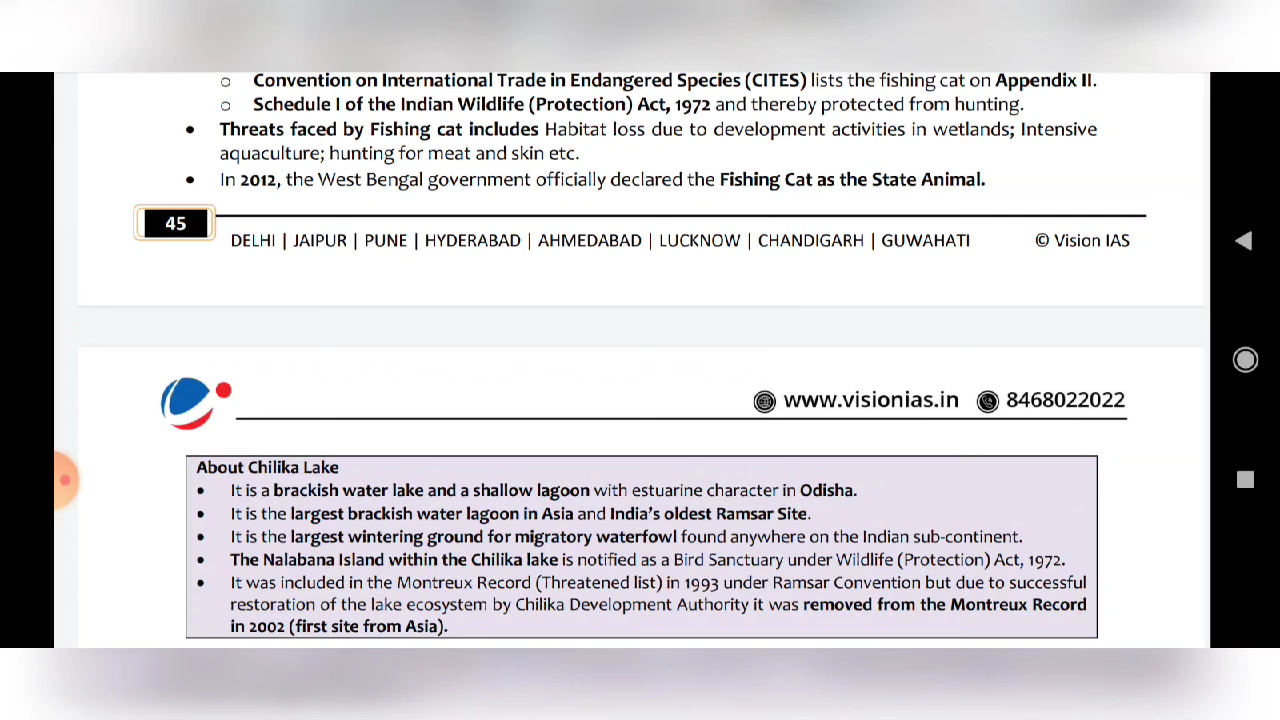 ○ Convention on International Trade in Endangered Species (CITES) lists the fishing cat on Appendix II.
○ Schedule I of the Indian Wildlife (Protection) Act, 1972 and thereby protected from hunting.
• Threats faced by Fishing cat includes Habitat loss due to development activities in wetlands; Intensive
aquaculture; hunting for meat and skin etc.
• In 2012, the West Bengal government officially declared the Fishing Cat as the State Animal.
45
DELHI | JAIPUR | PUNE | HYDERABAD | AHMEDABAD | LUCKNOW | CHANDIGARH | GUWAHATI © Vision IAS
www.visionias.in 8468022022
About Chilika Lake
• It is a brackish water lake and a shallow lagoon with estuarine character in Odisha.
• It is the largest brackish water lagoon in Asia and India's oldest Ramsar Site.
• It is the largest wintering ground for migratory waterfowl found anywhere on the Indian sub-continent.
• The Nalabana Island within the Chilika lake is notified as a Bird Sanctuary under Wildlife (Protection) Act, 1972.
• It was included in the Montreux Record (Threatened list) in 1993 under Ramsar Convention but due to successful
restoration of the lake ecosystem by Chilika Development Authority it was removed from the Montreux Record
in 2002 (first site from Asia).